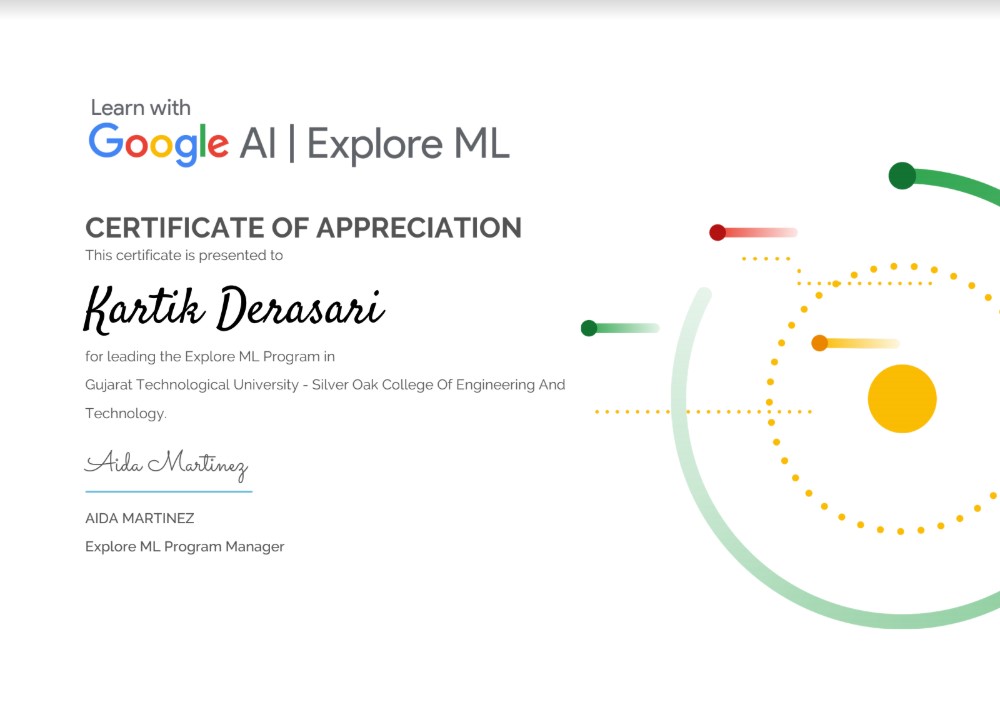 Learn with
Google AI | Explore ML
CERTIFICATE OF APPRECIATION
This certificate is presented to
Kartik Derasari
for leading the Explore ML Program in
Gujarat Technological University - Silver Oak College Of Engineering And
Technology.
Aida Martinez
AIDA MARTINEZ
Explore ML Program Manager